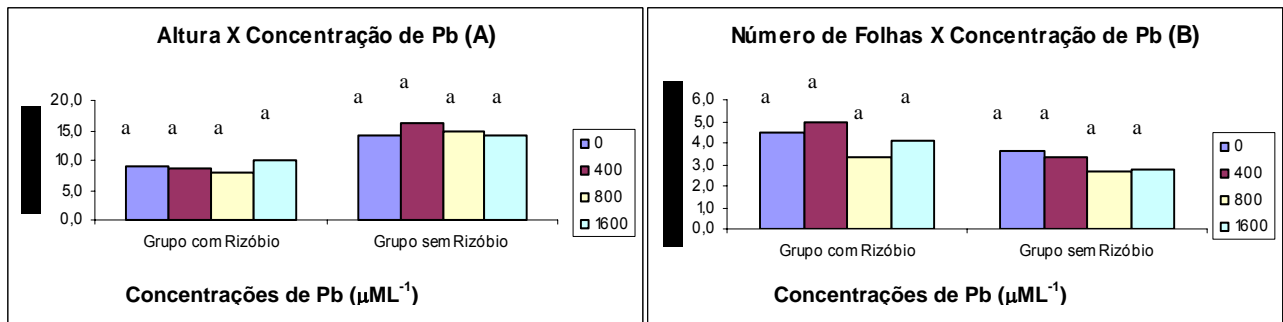 Altura X Concentração de Pb (A)
a a a a a a a a
20,0
15,0
10,0
5,0
0,0
Grupo com Rizóbio Grupo sem Rizóbio
0
400
800
1600
Concentrações de Pb (µML⁻¹)
Número de Folhas X Concentração de Pb (B)
a a a a a a a a
6,0
5,0
4,0
3,0
2,0
1,0
0,0
Grupo com Rizóbio Grupo sem Rizóbio
0
400
800
1600
Concentrações de Pb (µML⁻¹)